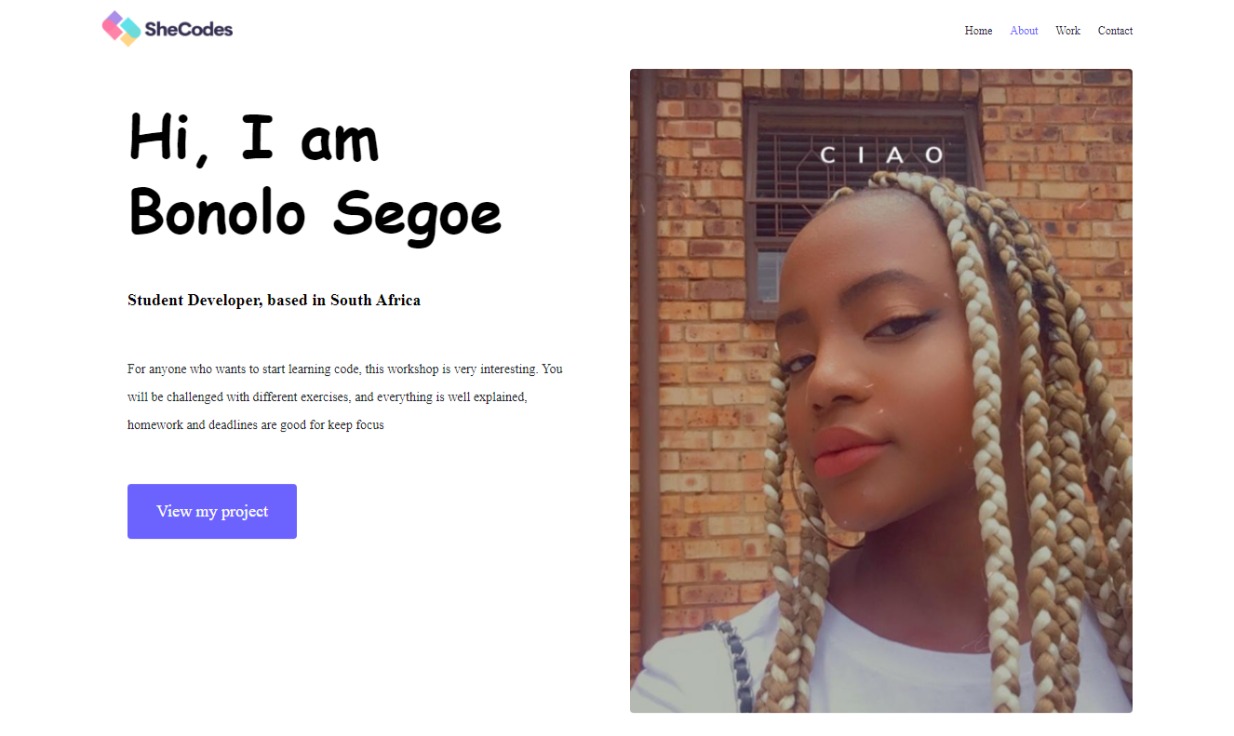 SheCodes
Home About Work Contact
Hi, I am
Bonolo Segoe
Student Developer, based in South Africa
For anyone who wants to start learning code, this workshop is very interesting. You
will be challenged with different exercises, and everything is well explained,
homework and deadlines are good for keep focus
View my project
CIAO